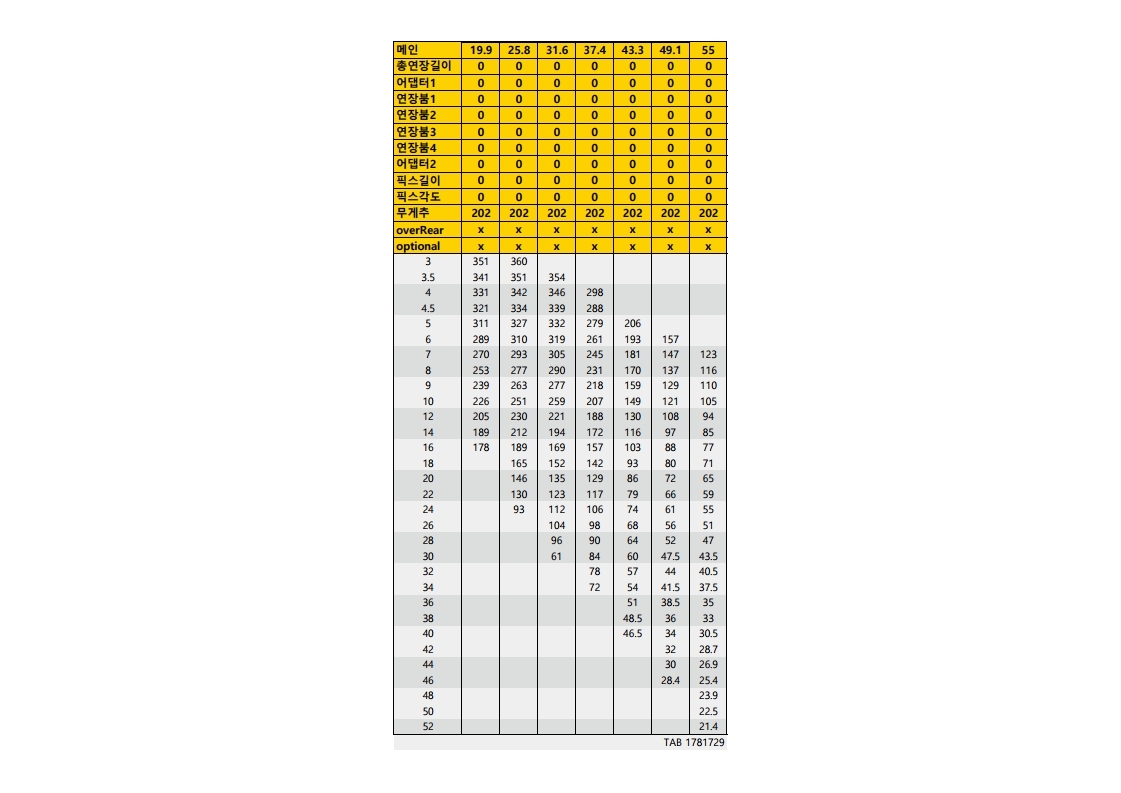 메인 19.9 25.8 31.6 37.4 43.3 49.1 55
총연장길이 0 0 0 0 0 0 0
어댑터1 0 0 0 0 0 0 0
연장붐1 0 0 0 0 0 0 0
연장붐2 0 0 0 0 0 0 0
연장붐3 0 0 0 0 0 0 0
연장붐4 0 0 0 0 0 0 0
어댑터2 0 0 0 0 0 0 0
픽스길이 0 0 0 0 0 0 0
픽스각도 0 0 0 0 0 0 0
무게추 202 202 202 202 202 202 202
overRear x x x x x x x
optional x x x x x x x
3 351 360
3.5 341 351 354
4 331 342 346 298
4.5 321 334 339 288
5 311 327 332 279 206
6 289 310 319 261 193 157
7 270 293 305 245 181 147 123
8 253 277 290 231 170 137 116
9 239 263 277 218 159 129 110
10 226 251 259 207 149 121 105
12 205 230 221 188 130 108 94
14 189 212 194 172 116 97 85
16 178 189 169 157 103 88 77
18 165 152 142 93 80 71
20 146 135 129 86 72 65
22 130 123 117 79 66 59
24 93 112 106 74 61 55
26 104 98 68 56 51
28 96 90 64 52 47
30 61 84 60 47.5 43.5
32 78 57 44 40.5
34 72 54 41.5 37.5
36 51 38.5 35
38 48.5 36 33
40 46.5 34 30.5
42 32 28.7
44 30 26.9
46 28.4 25.4
48 23.9
50 22.5
52 21.4
TAB 1781729